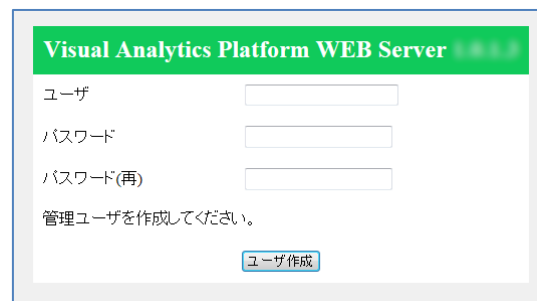 Visual Analytics Platform WEB Server
ユーザ
パスワード
パスワード(再)
管理ユーザを作成してください。
ユーザ作成